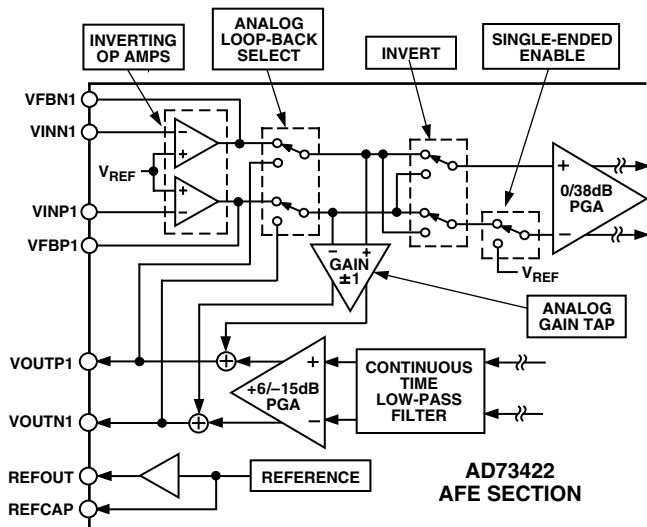 INVERTING
OP AMPS
ANALOG
LOOP-BACK
SELECT
INVERT
SINGLE-ENDED
ENABLE
VFBN1
VINN1
VREF
VINP1
VFBP1
−
+
+
−
+
0/38dB
PGA
−
VREF
− +
GAIN
±1
ANALOG
GAIN TAP
VOUTP1
VOUTN1
+
+
+
+6/−15dB
PGA
−
CONTINUOUS
TIME
LOW-PASS
FILTER
REFOUT
REFCAP
REFERENCE
AD73422
AFE SECTION